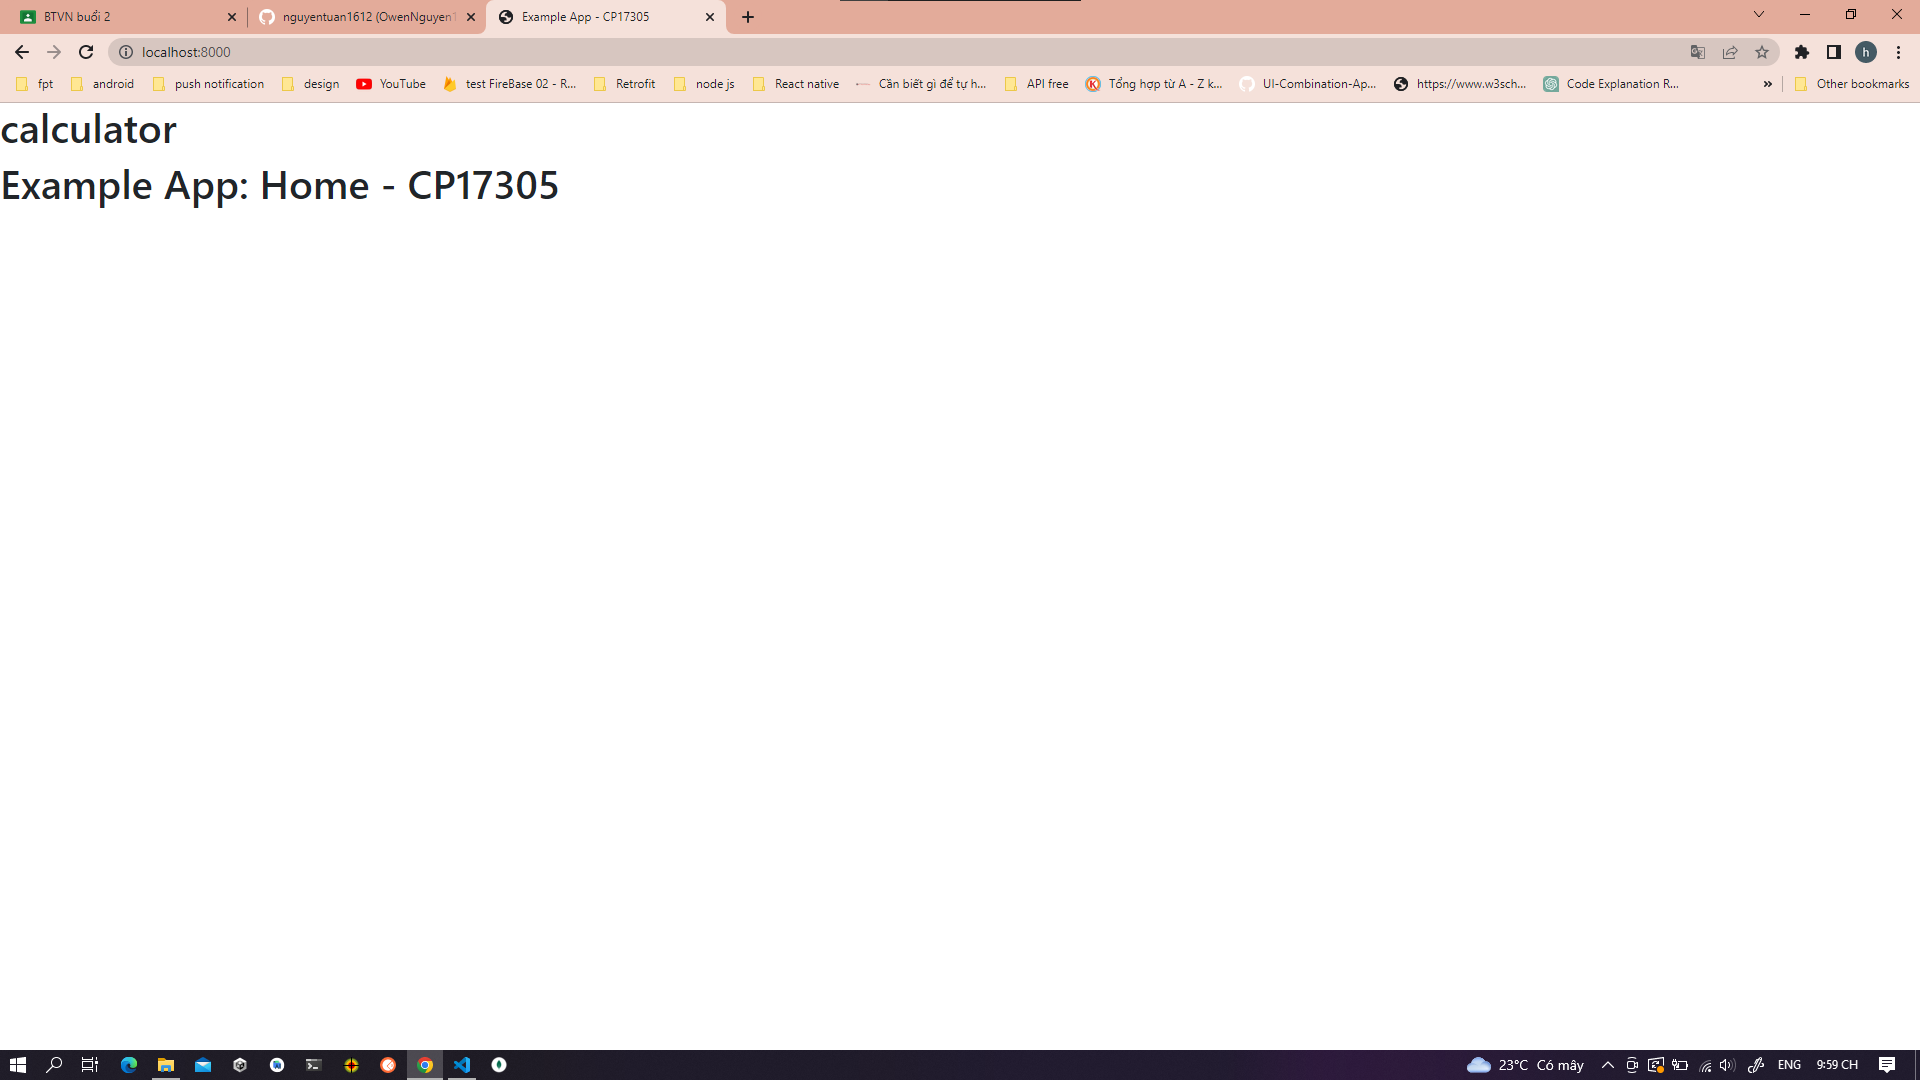 BTVN buổi 2
nguyentuan1612 (OwenNguyen1
Example App - CP17305
localhost:8000
h
fpt
android
push notification
design
YouTube
test FireBase 02 - R...
Retrofit
node js
React native
Cần biết gì để tự h...
API free
Tổng hợp từ A - Z k...
UI-Combination-Ap...
https://www.w3sch...
Code Explanation R...
»
Other bookmarks
calculator
Example App: Home - CP17305
23°C Có mây
ENG
9:59 CH